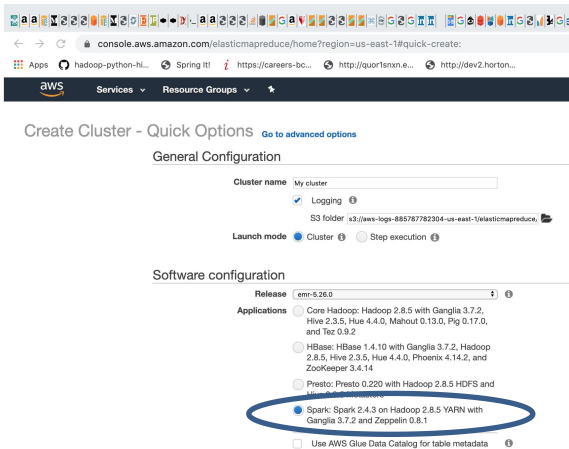 console.aws.amazon.com/elasticmapreduce/home?region=us-east-1#quick-create:
Apps hadoop-python-hi... Spring It! https://careers-bc... http://quor1snxn.e... http://dev2.horton...
aws Services Resource Groups
Create Cluster - Quick Options Go to advanced options
General Configuration
Cluster name My cluster
Logging
S3 folder s3://aws-logs-885787782304-us-east-1/elasticmapreduce/
Launch mode Cluster Step execution
Software configuration
Release emr-5.26.0
Applications Core Hadoop: Hadoop 2.8.5 with Ganglia 3.7.2,
Hive 2.3.5, Hue 4.4.0, Mahout 0.13.0, Pig 0.17.0,
and Tez 0.9.2
HBase: HBase 1.4.10 with Ganglia 3.7.2, Hadoop
2.8.5, Hive 2.3.5, Hue 4.4.0, Phoenix 4.14.2, and
ZooKeeper 3.4.14
Presto: Presto 0.220 with Hadoop 2.8.5 HDFS and
Spark: Spark 2.4.3 on Hadoop 2.8.5 YARN with
Ganglia 3.7.2 and Zeppelin 0.8.1
Use AWS Glue Data Catalog for table metadata